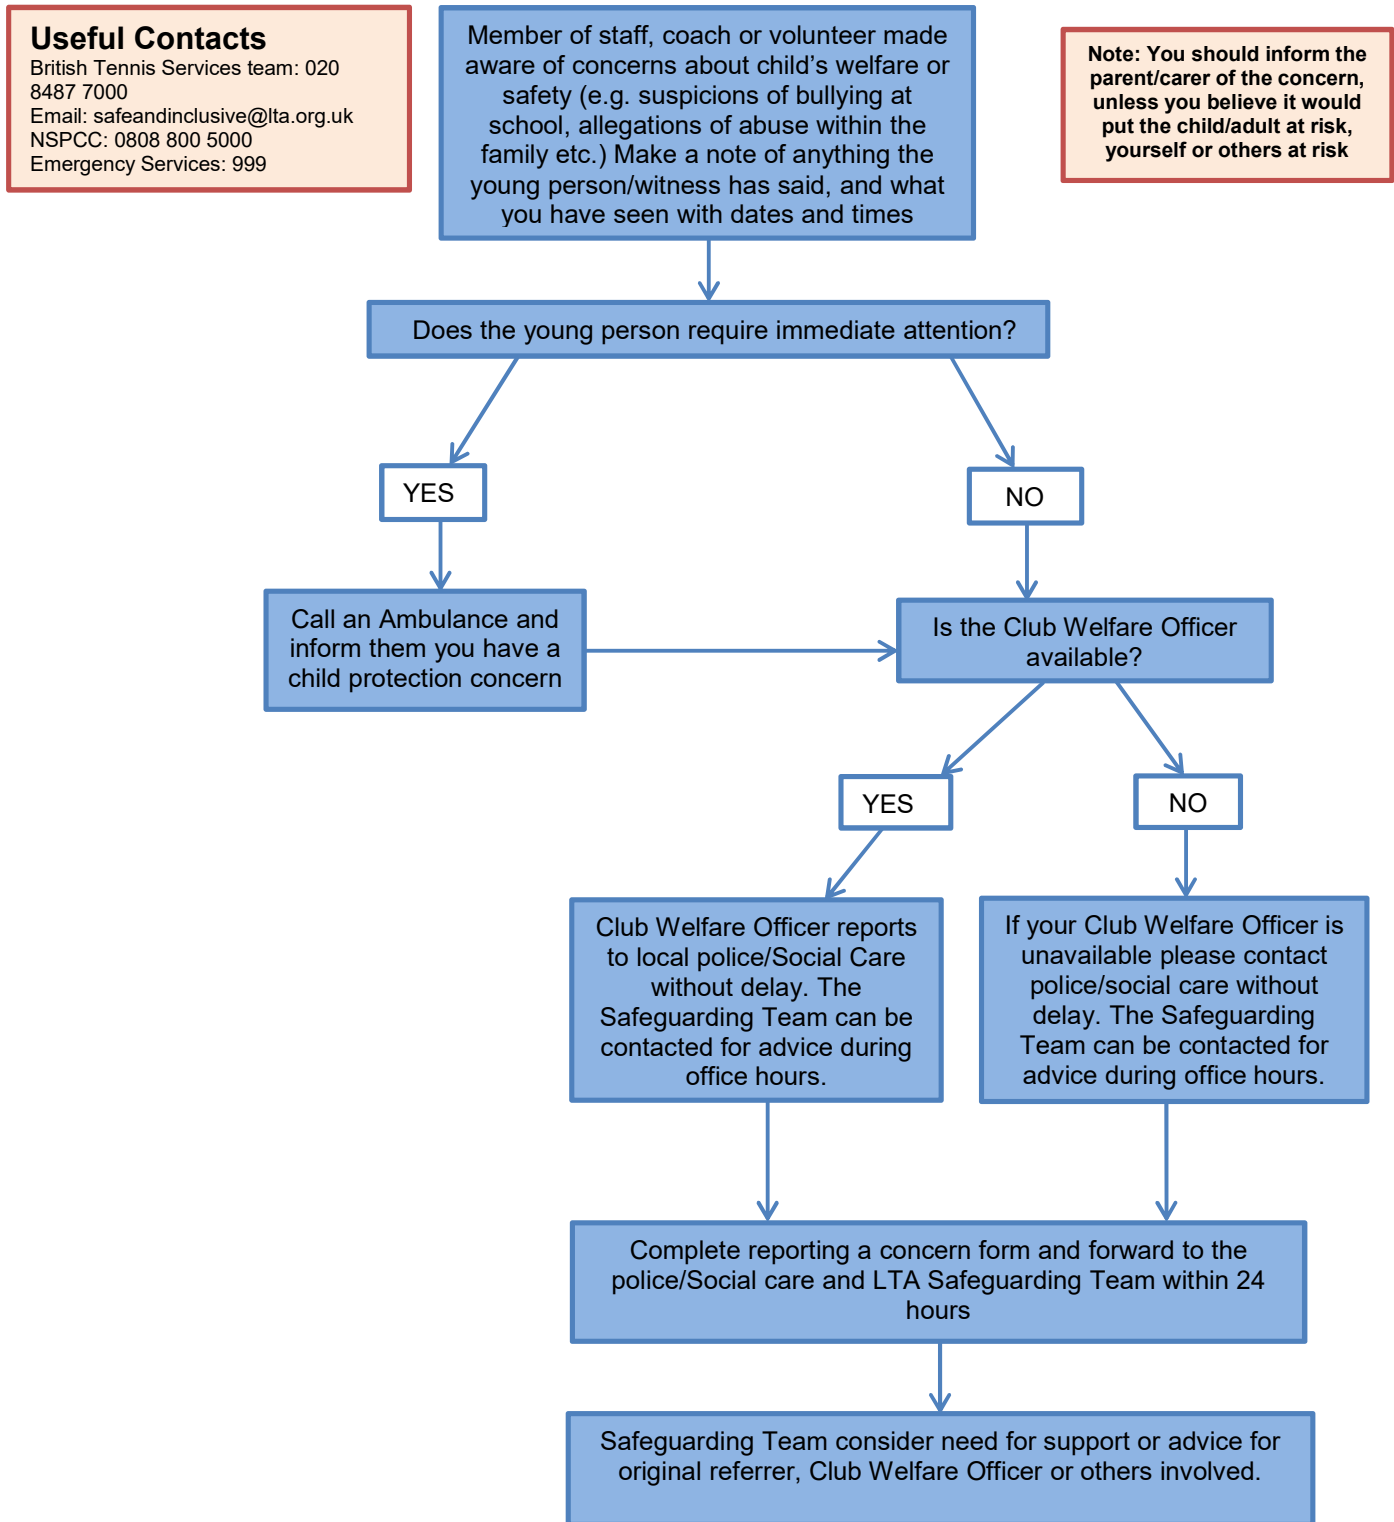 Useful Contacts
British Tennis Services team: 020
8487 7000
Email: safeandinclusive@lta.org.uk
NSPCC: 0808 800 5000
Emergency Services: 999
Member of staff, coach or volunteer made
aware of concerns about child's welfare or
safety (e.g. suspicions of bullying at
school, allegations of abuse within the
family etc.) Make a note of anything the
young person/witness has said, and what
you have seen with dates and times
Note: You should inform the
parent/carer of the concern,
unless you believe it would
put the child/adult at risk,
yourself or others at risk
Does the young person require immediate attention?
YES
NO
Call an Ambulance and
inform them you have a
child protection concern
Is the Club Welfare Officer
available?
YES
NO
Club Welfare Officer reports
to local police/Social Care
without delay. The
Safeguarding Team can be
contacted for advice during
office hours.
If your Club Welfare Officer is
unavailable please contact
police/social care without
delay. The Safeguarding
Team can be contacted for
advice during office hours.
Complete reporting a concern form and forward to the
police/Social care and LTA Safeguarding Team within 24
hours
Safeguarding Team consider need for support or advice for
original referrer, Club Welfare Officer or others involved.